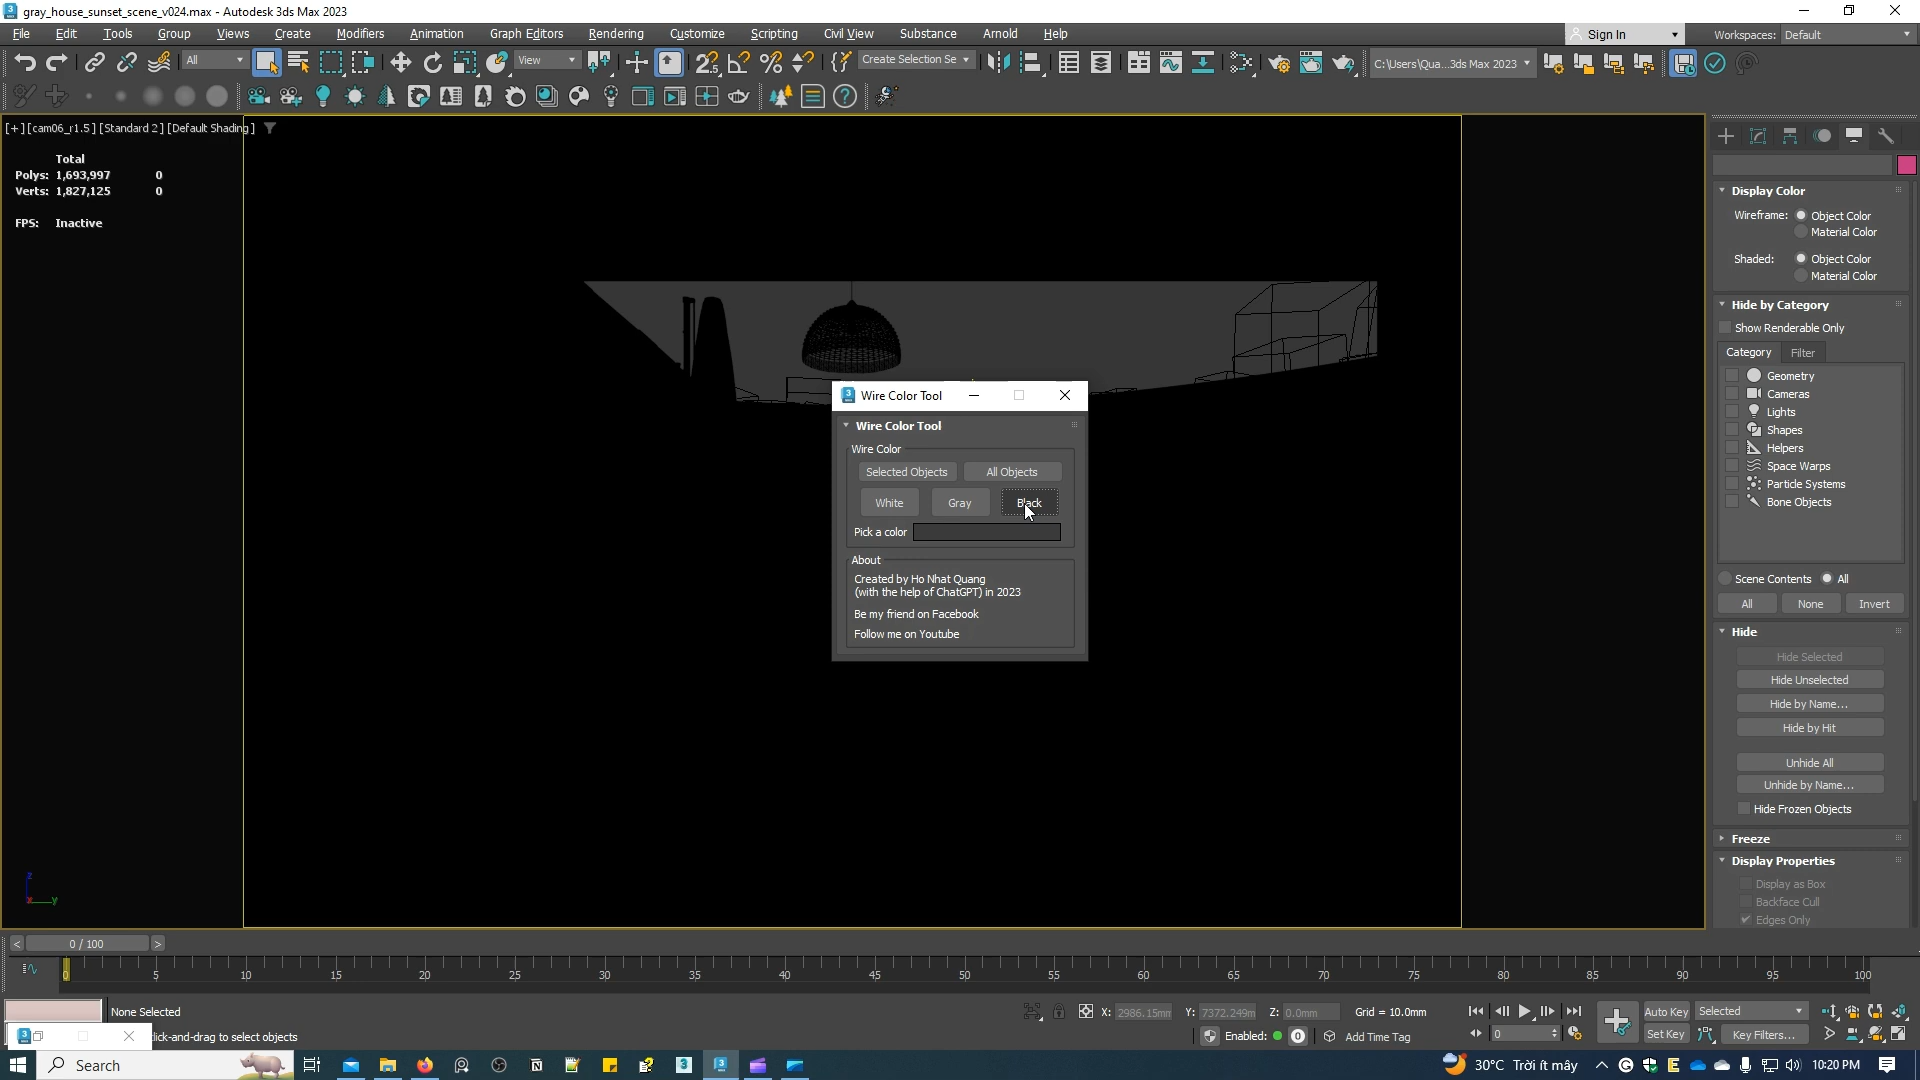 gray_house_sunset_scene_v024.max - Autodesk 3ds Max 2023
File Edit Tools Group Views Create Modifiers Animation Graph Editors Rendering Customize Scripting Civil View Substance Arnold Help
Sign In
Workspaces: Default
All
View
Create Selection Se
C:\Users\Qua...3ds Max 2023
[+] [cam06_r1.5] [Standard 2] [Default Shading]
Total
Polys: 1,693,997 0
Verts: 1,827,125 0
FPS: Inactive
Wire Color Tool
Wire Color Tool
Wire Color
Selected Objects All Objects
White Gray Black
Pick a color
About
Created by Ho Nhat Quang
(with the help of ChatGPT) in 2023
Be my friend on Facebook
Follow me on Youtube
Display Color
Wireframe: Object Color
Material Color
Shaded: Object Color
Material Color
Hide by Category
Show Renderable Only
Category Filter
Geometry
Cameras
Lights
Shapes
Helpers
Space Warps
Particle Systems
Bone Objects
Scene Contents All
All None Invert
Hide
Hide Selected
Hide Unselected
Hide by Name...
Hide by Hit
Unhide All
Unhide by Name...
Hide Frozen Objects
Freeze
Display Properties
Display as Box
Backface Cull
Edges Only
z
x y
< 0 / 100 >
0 5 10 15 20 25 30 35 40 45 50 55 60 65 70 75 80 85 90 95 100
None Selected
X: 2986.15mm Y: 7372.249m Z: 0.0mm Grid = 10.0mm
Auto Key Selected
lick-and-drag to select objects
Enabled: 0 Add Time Tag
0
Set Key Key Filters...
Search
30°C Trời ít mây
10:20 PM